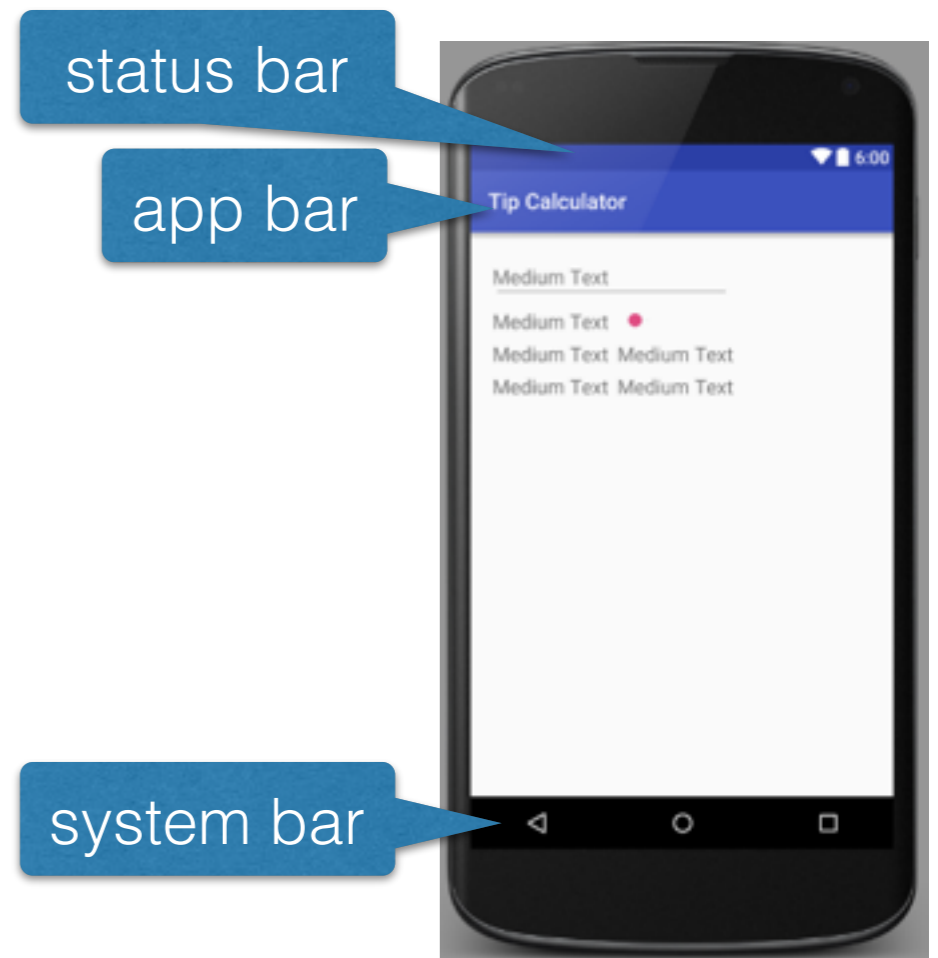 status bar
6:00
app bar
Tip Calculator
Medium Text
Medium Text
Medium Text Medium Text
Medium Text Medium Text
system bar